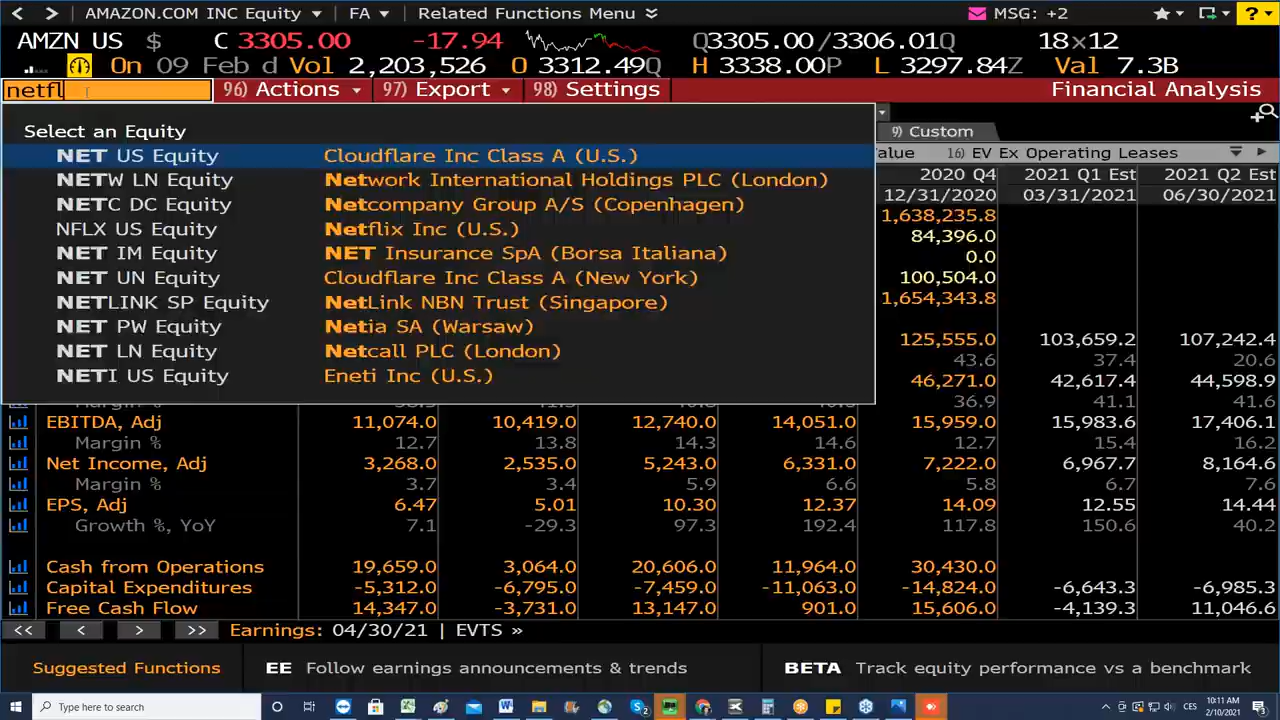 AMAZON.COM INC Equity FA Related Functions Menu MSG: +2 ?
AMZN US $ C 3305.00 -17.94 Q3305.00/3306.01Q 18×12
On 09 Feb d Vol 2,203,526 O 3312.49Q H 3338.00P L 3297.84Z Val 7.3B
netfl 96) Actions 97) Export 98) Settings Financial Analysis
Select an Equity 9) Custom
NET US Equity Cloudflare Inc Class A (U.S.) alue 16) EV Ex Operating Leases
NETW LN Equity Network International Holdings PLC (London) 2020 Q4 2021 Q1 Est 2021 Q2 Est
12/31/2020 03/31/2021 06/30/2021
NETC DC Equity Netcompany Group A/S (Copenhagen) 1,638,235.8
NFLX US Equity Netflix Inc (U.S.) 84,396.0
NET IM Equity NET Insurance SpA (Borsa Italiana) 0.0
NET UN Equity Cloudflare Inc Class A (New York) 100,504.0
NETLINK SP Equity NetLink NBN Trust (Singapore) 1,654,343.8
NET PW Equity Netia SA (Warsaw) 125,555.0 103,659.2 107,242.4
NET LN Equity Netcall PLC (London) 43.6 37.4 20.6
NETI US Equity Eneti Inc (U.S.) 46,271.0 42,617.4 44,598.9
36.9 41.1 41.6
EBITDA, Adj 11,074.0 10,419.0 12,740.0 14,051.0 15,959.0 15,983.6 17,406.1
Margin % 12.7 13.8 14.3 14.6 12.7 15.4 16.2
Net Income, Adj 3,268.0 2,535.0 5,243.0 6,331.0 7,222.0 6,967.7 8,164.6
Margin % 3.7 3.4 5.9 6.6 5.8 6.7 7.6
EPS, Adj 6.47 5.01 10.30 12.37 14.09 12.55 14.44
Growth %, YoY 7.1 -29.3 97.3 192.4 117.8 150.6 40.2
Cash from Operations 19,659.0 3,064.0 20,606.0 11,964.0 30,430.0
Capital Expenditures -5,312.0 -6,795.0 -7,459.0 -11,063.0 -14,824.0 -6,643.3 -6,985.3
Free Cash Flow 14,347.0 -3,731.0 13,147.0 901.0 15,606.0 -4,139.3 11,046.6
<< < > >> Earnings: 04/30/21 | EVTS »
Suggested Functions EE Follow earnings announcements & trends BETA Track equity performance vs a benchmark
Type here to search CES 10:11 AM
2/10/2021